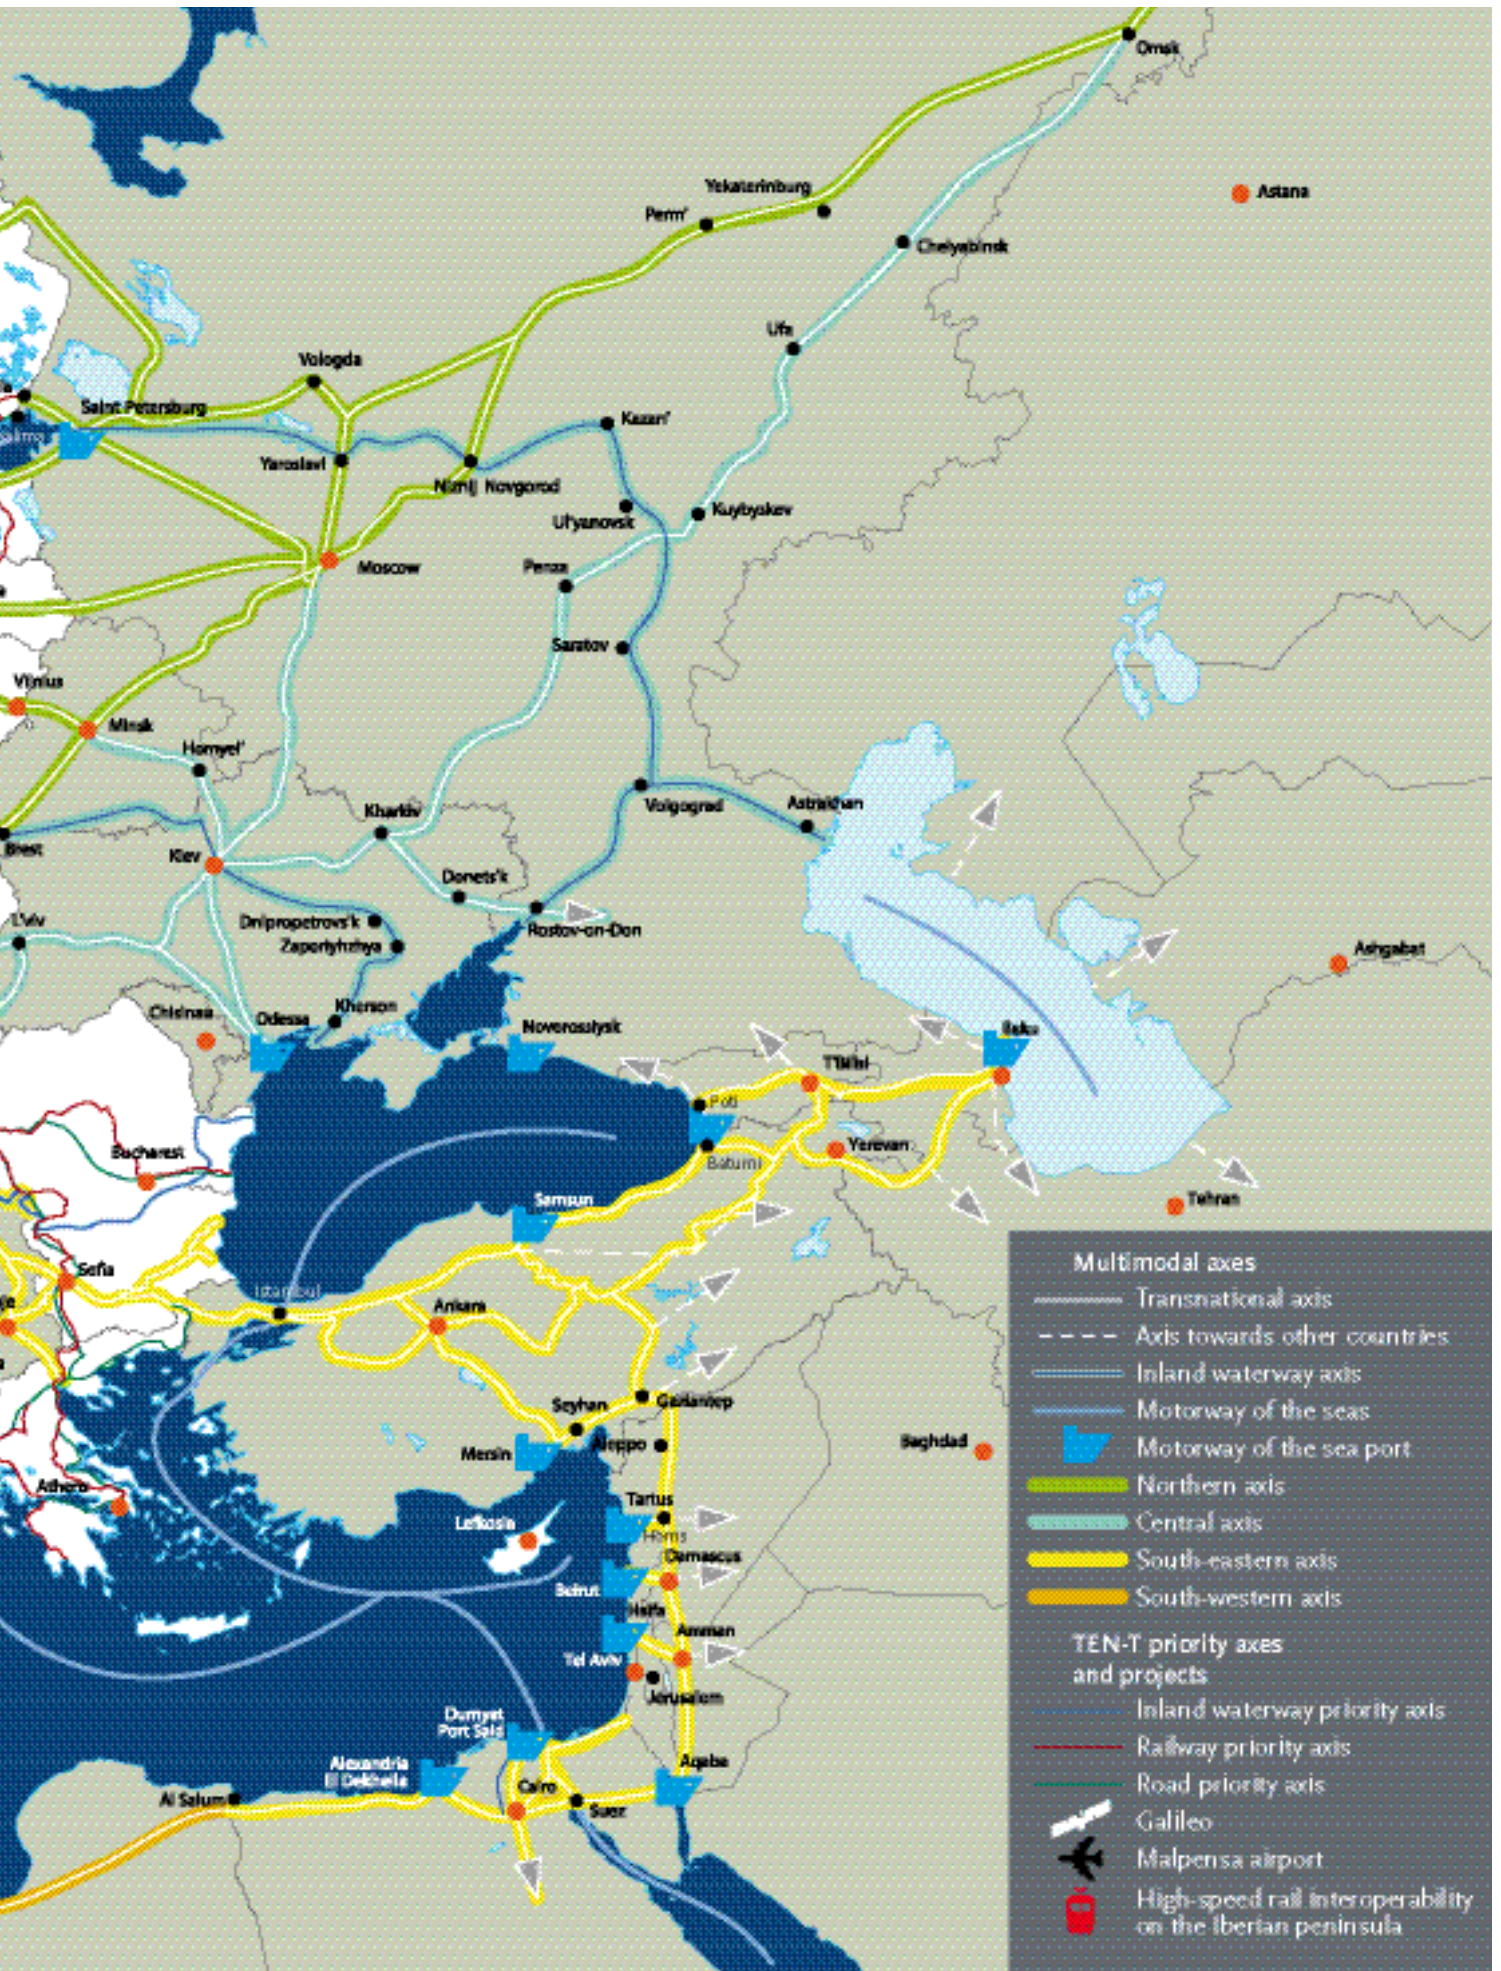 Omsk
Astana
Yekaterinburg
Perm'
Chelyabinsk
Ufa
Vologda
Saint Petersburg
Kazan'
Yaroslavl
Niznij Novgorod
Ul'yanovsk
Kuybyskev
Moscow
Penza
Saratov
Vilnius
Minsk
Homyel'
Volgograd
Astrakhan
Kharkiv
Brest
Kiev
Donets'k
L'viv
Dnipropetrovs'k
Zaporiyhzhya
Rostov-on-Don
Ashgabat
Chisinau
Odessa
Kherson
Novorossiysk
Baku
T'bilisi
Poti
Bucharest
Batumi
Yerevan
Samsun
Tehran
Sofia
Istanbul
Ankara
je
Seyhan
Gaziantep
Mersin
Aleppo
Baghdad
Athens
Tartus
Lefkosia
Homs
Damascus
Beirut
Haifa
Amman
Tel Aviv
Jerusalem
Dumyat
Port Said
Alexandria
El Dekheila
Aqaba
Al Salum
Cairo
Suez
Multimodal axes
Transnational axis
Axis towards other countries
Inland waterway axis
Motorway of the seas
Motorway of the sea port
Northern axis
Central axis
South-eastern axis
South-western axis
TEN-T priority axes
and projects
Inland waterway priority axis
Railway priority axis
Road priority axis
Galileo
Malpensa airport
High-speed rail interoperability
on the Iberian peninsula